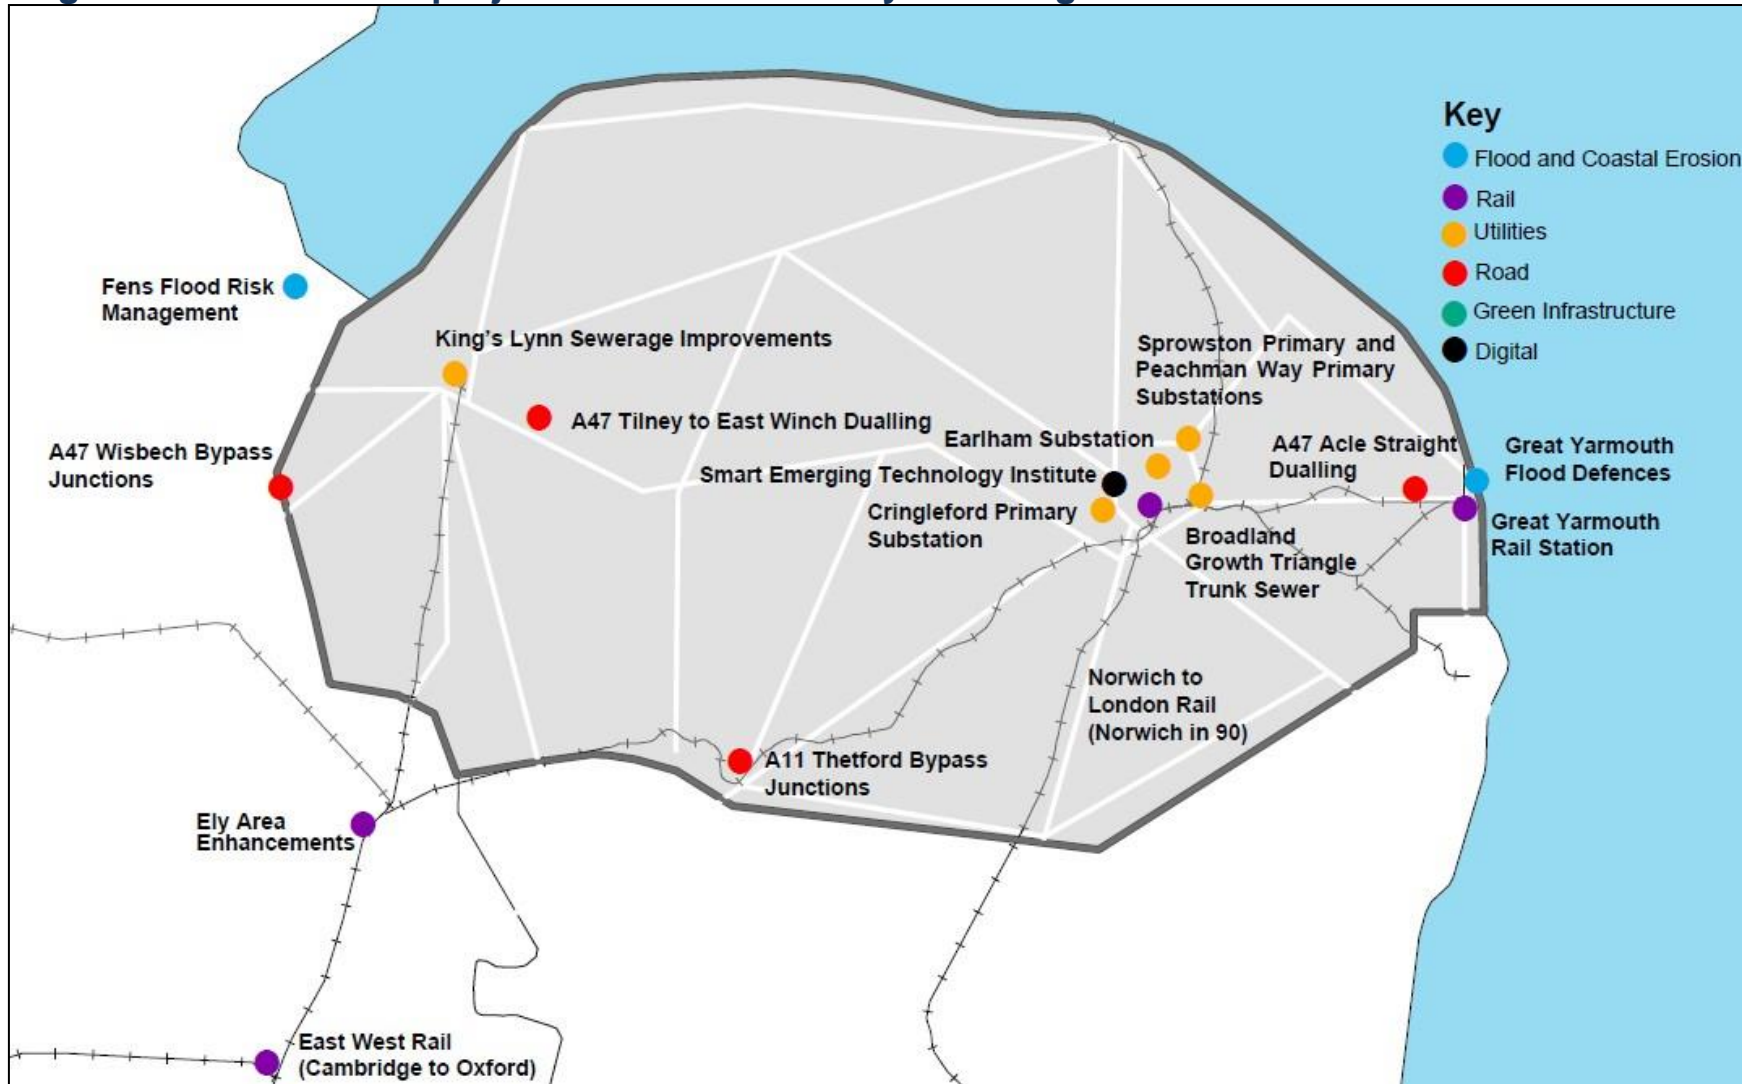 Key
Flood and Coastal Erosion
Rail
Utilities
Road
Green Infrastructure
Digital
Fens Flood Risk
Management
King's Lynn Sewerage Improvements
Sprowston Primary and
Peachman Way Primary
Substations
A47 Tilney to East Winch Dualling
Earlham Substation
A47 Acle Straight
Dualling
Great Yarmouth
Flood Defences
A47 Wisbech Bypass
Junctions
Smart Emerging Technology Institute
Cringleford Primary
Substation
Great Yarmouth
Rail Station
Broadland
Growth Triangle
Trunk Sewer
Norwich to
London Rail
(Norwich in 90)
A11 Thetford Bypass
Junctions
Ely Area
Enhancements
East West Rail
(Cambridge to Oxford)